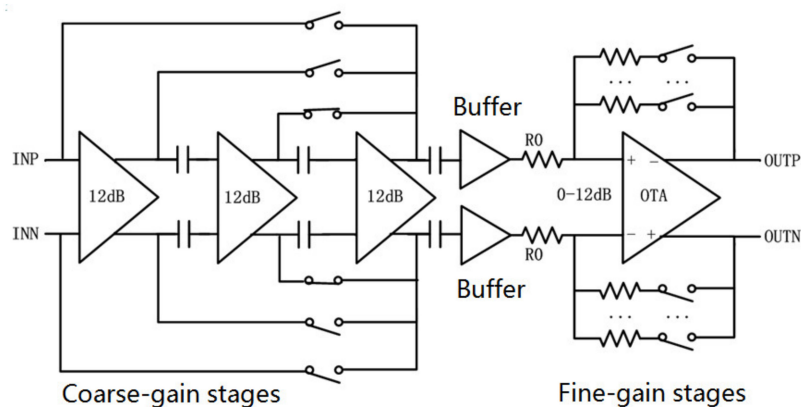 Buffer
R0
INP
12dB
12dB
12dB
0-12dB
OTA
+ −
− +
OUTP
INN
OUTN
R0
Buffer
... ...
... ...
Coarse-gain stages
Fine-gain stages